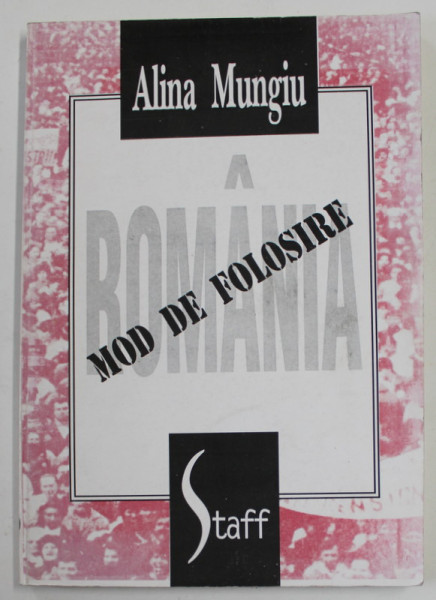 Alina Mungiu
ROMÂNIA
MOD DE FOLOSIRE
Staff